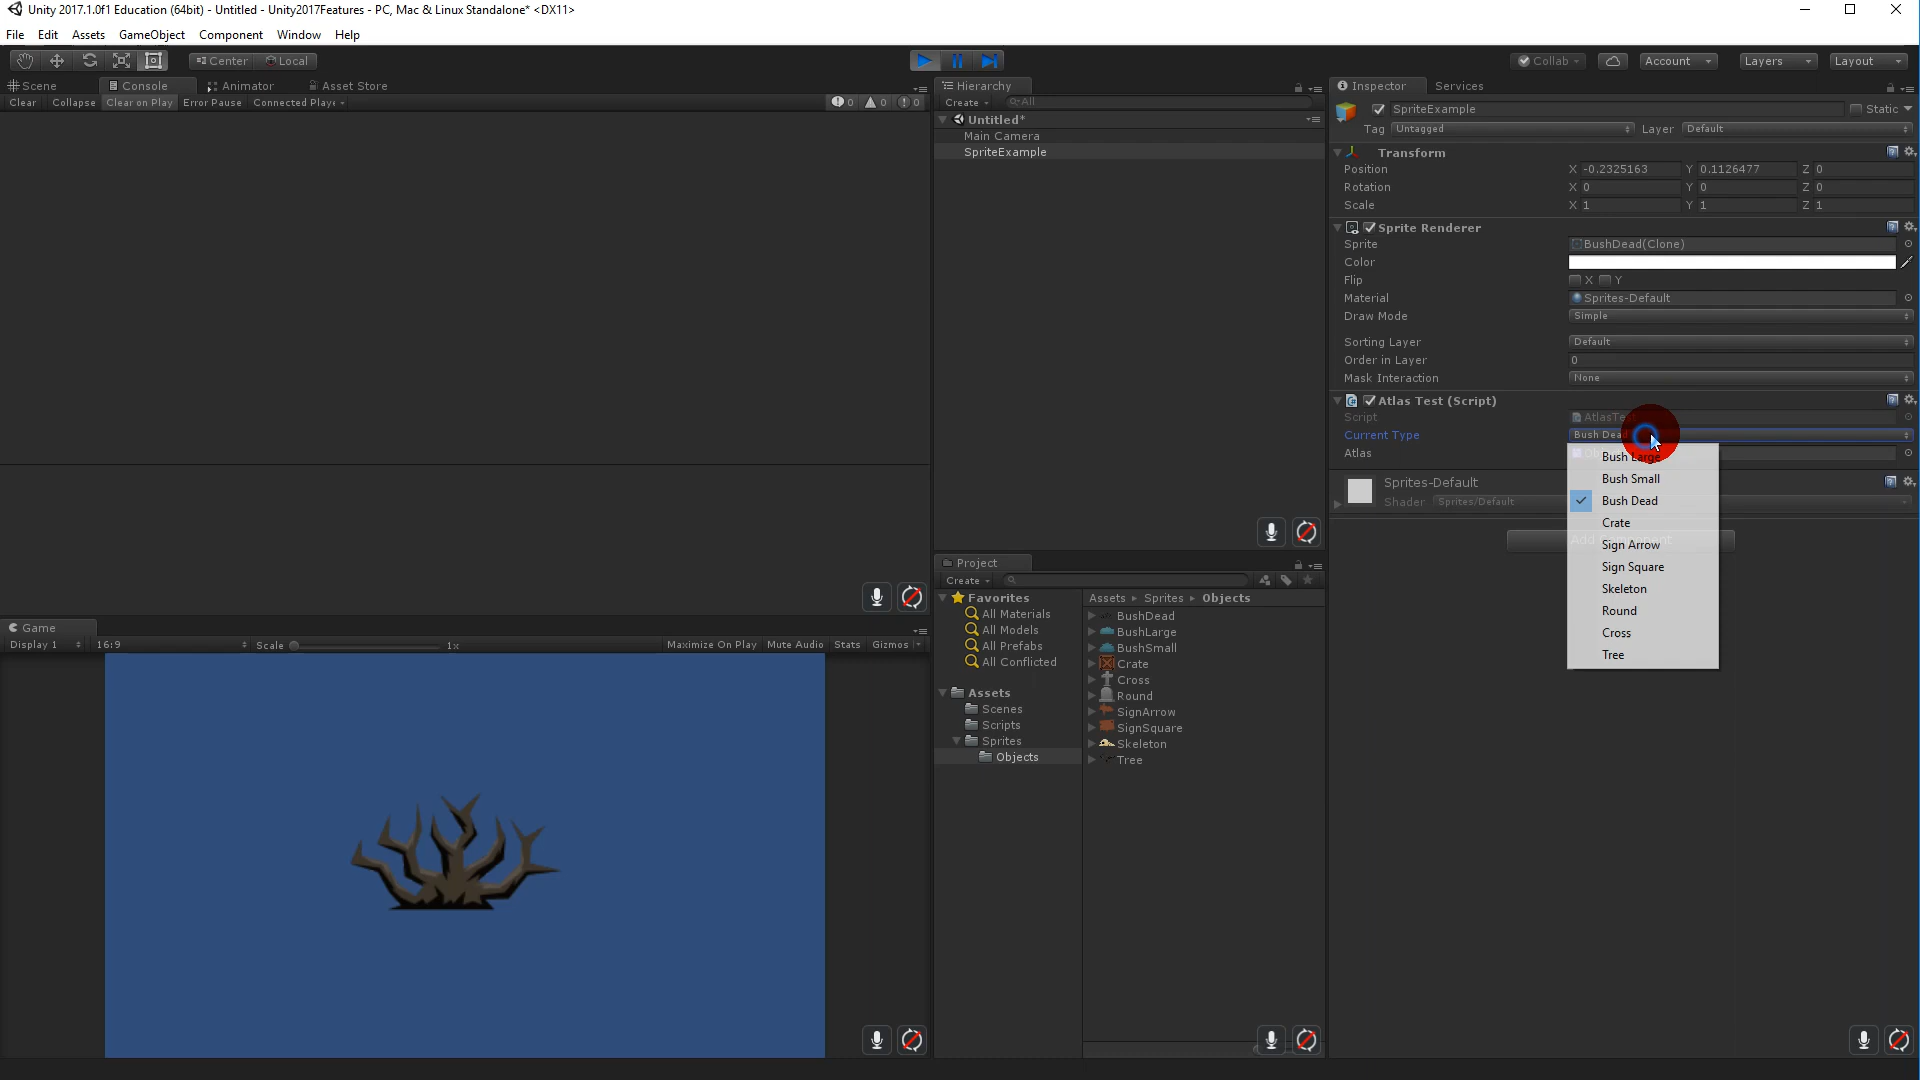 Unity 2017.1.0f1 Education (64bit) - Untitled - Unity2017Features - PC, Mac & Linux Standalone* <DX11>
File Edit Assets GameObject Component Window Help
Center Local
Collab Account Layers Layout
Scene Console Animator Asset Store
Clear Collapse Clear on Play Error Pause Connected Playe
0 0 0
Hierarchy
Create All
Untitled*
Main Camera
SpriteExample
Inspector Services
SpriteExample Static
Tag Untagged Layer Default
Transform
Position X -0.2325163 Y 0.1126477 Z 0
Rotation X 0 Y 0 Z 0
Scale X 1 Y 1 Z 1
Sprite Renderer
Sprite BushDead(Clone)
Color
Flip X Y
Material Sprites-Default
Draw Mode Simple
Sorting Layer Default
Order in Layer 0
Mask Interaction None
Atlas Test (Script)
Script AtlasTest
Current Type Bush Dead
Atlas
Sprites-Default
Shader Sprites/Default
Add Component
Bush Large
Bush Small
Bush Dead
Crate
Sign Arrow
Sign Square
Skeleton
Round
Cross
Tree
Project
Create
Favorites
All Materials
All Models
All Prefabs
All Conflicted
Assets
Scenes
Scripts
Sprites
Objects
Assets Sprites Objects
BushDead
BushLarge
BushSmall
Crate
Cross
Round
SignArrow
SignSquare
Skeleton
Tree
Game
Display 1 16:9 Scale 1x Maximize On Play Mute Audio Stats Gizmos